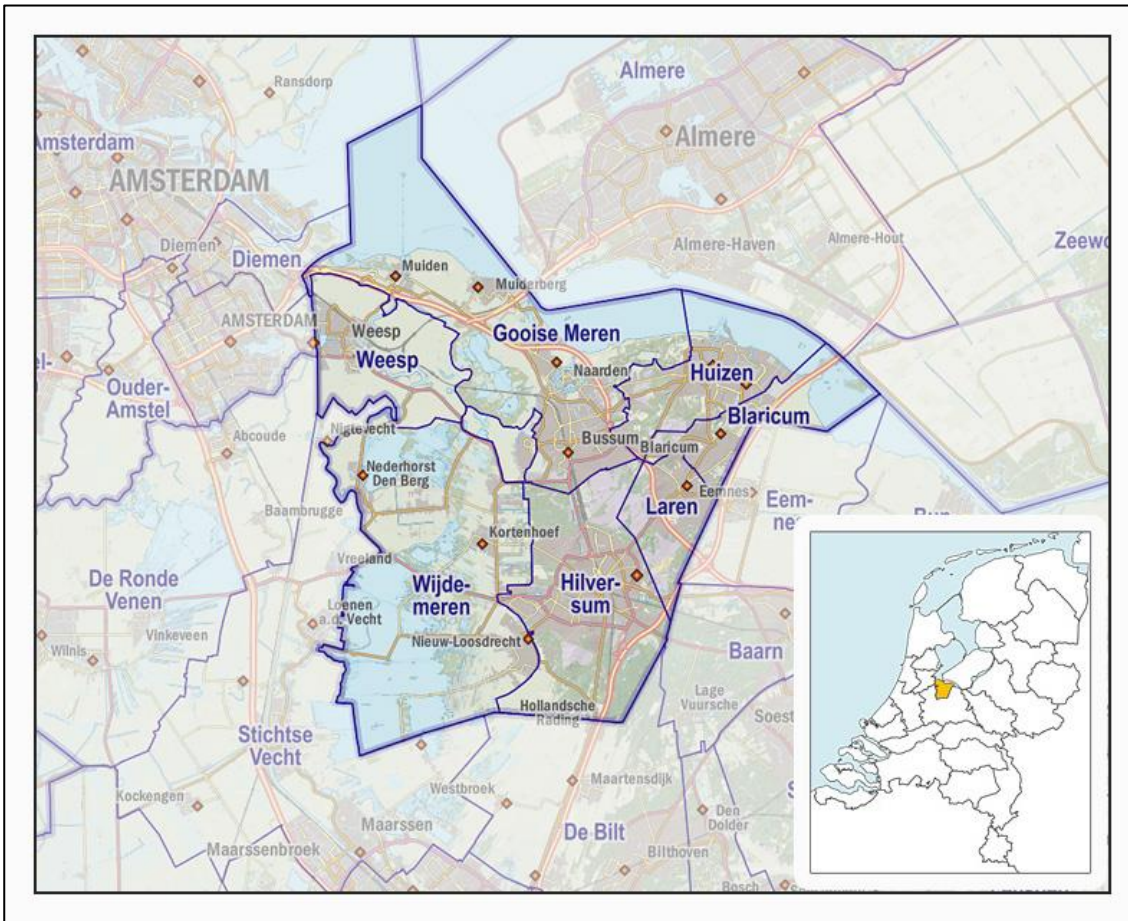 Almere
Ransdorp
Amsterdam
Almere
AMSTERDAM
Diemen
Almere-Haven
Almere-Hout
Zeewo
Diemen
Muiden
Muiderberg
AMSTERDAM
Weesp
Gooise Meren
Weesp
Naarden
Huizen
el-
Ouder-
Amstel
Blaricum
Abcoude
Nigtevecht
Bussum
Blaricum
Nederhorst
Den Berg
Eemnes
Laren
Eem-
nes
Baambrugge
Kortenhoef
Vreeland
De Ronde
Venen
Wijde-
meren
Hilver-
sum
Loenen
a.d. Vecht
Vinkeveen
Nieuw-Loosdrecht
Wilnis
Baarn
Lage
Vuursche
Hollandsche
Rading
Soest
Stichtse
Vecht
Maartensdijk
Westbroek
Kockengen
Maarssen
Den
Dolder
De Bilt
Maarssenbroek
Bilthoven
Bosch